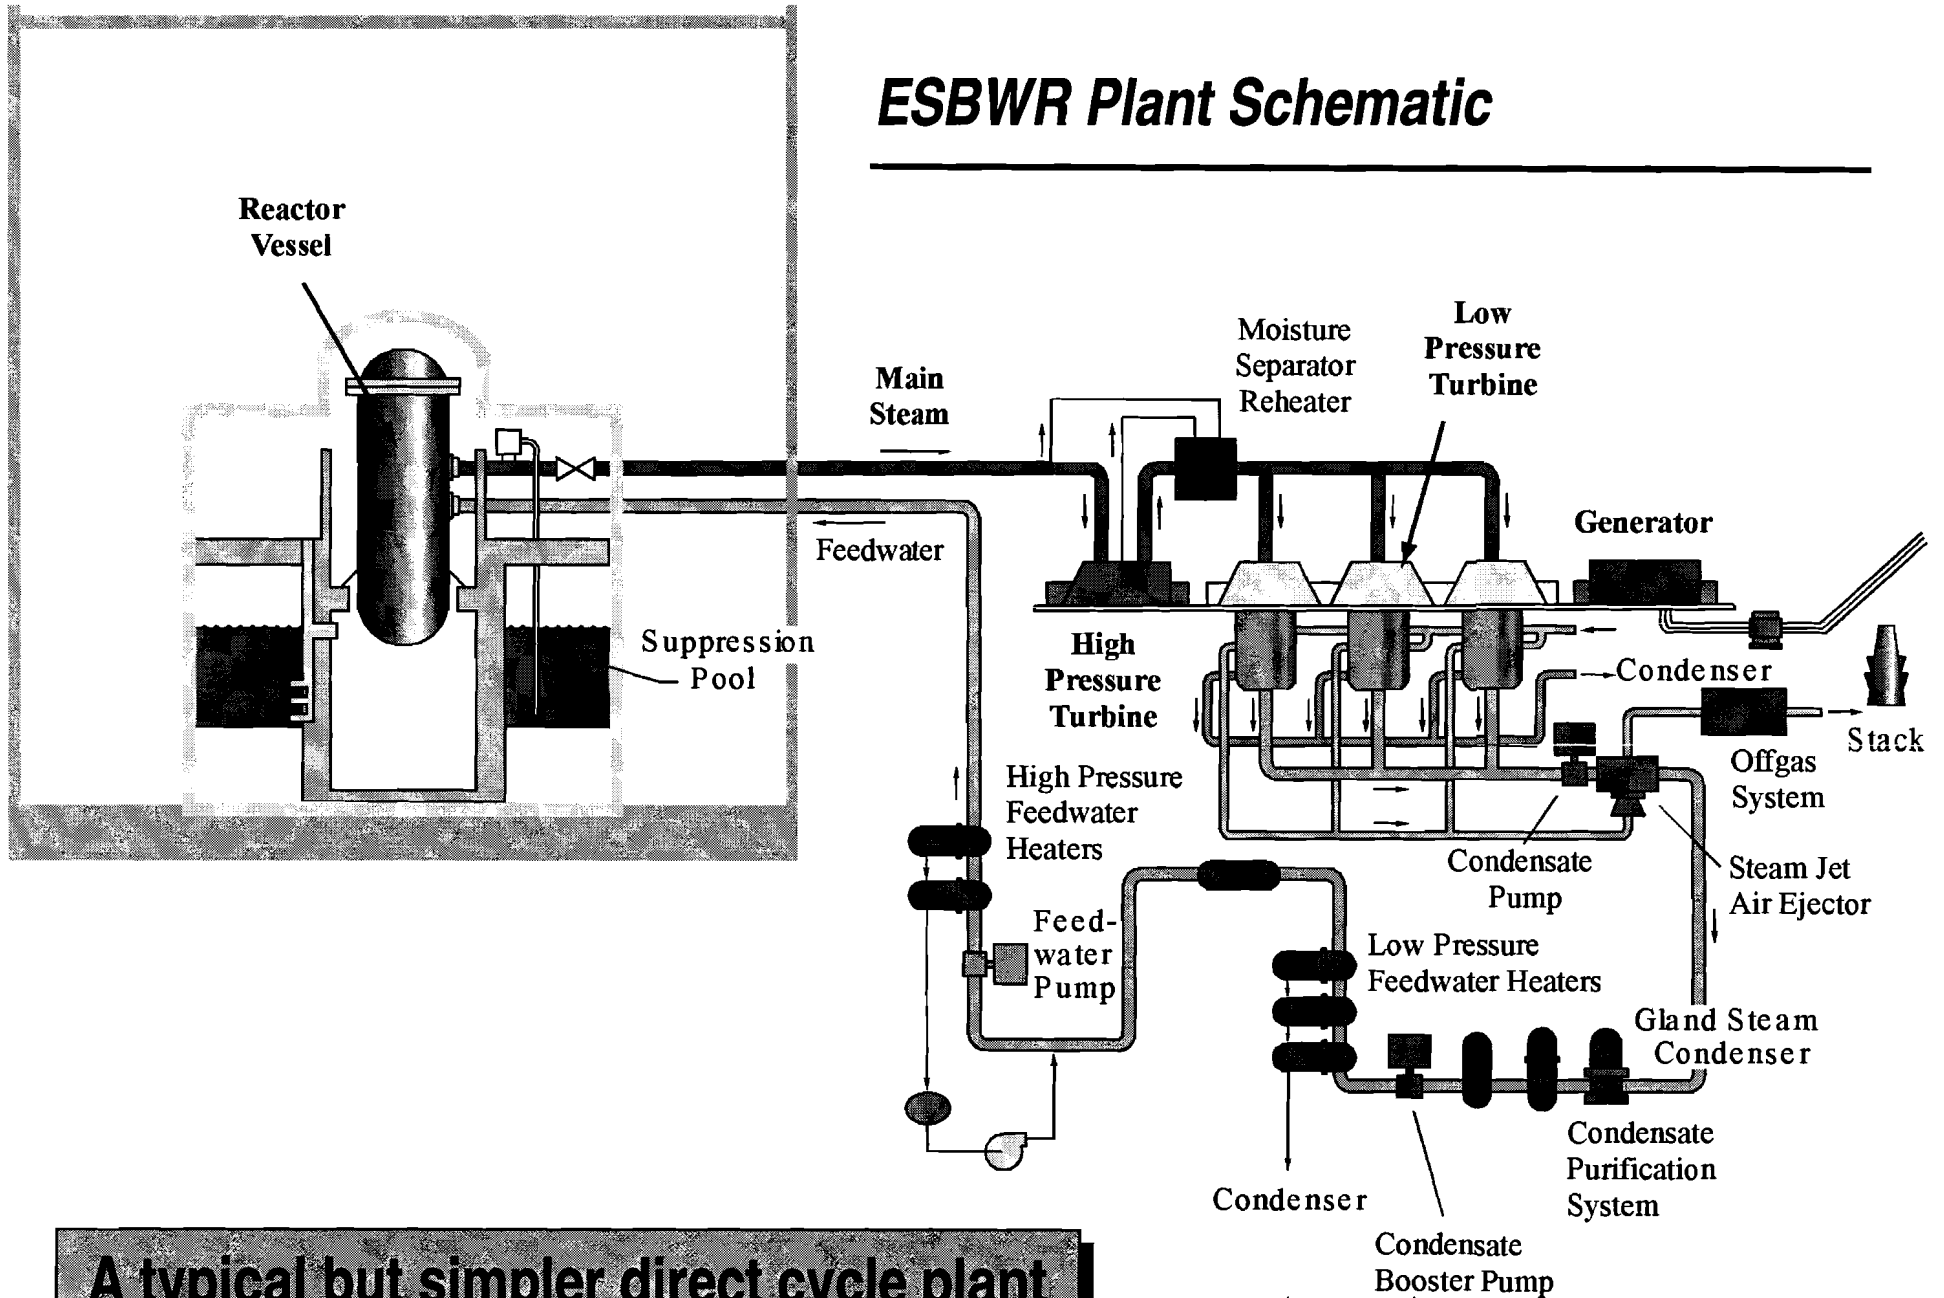 ESBWR Plant Schematic
Reactor
Vessel
Main
Steam
Moisture
Separator
Reheater
Low
Pressure
Turbine
Feedwater
Generator
Suppression
Pool
High
Pressure
Turbine
Condenser
Stack
Offgas
System
High Pressure
Feedwater
Heaters
Condensate
Pump
Steam Jet
Air Ejector
Feed-
water
Pump
Low Pressure
Feedwater Heaters
Gland Steam
Condenser
Condensate
Purification
System
Condenser
Condensate
Booster Pump
A typical but simpler direct cycle plant